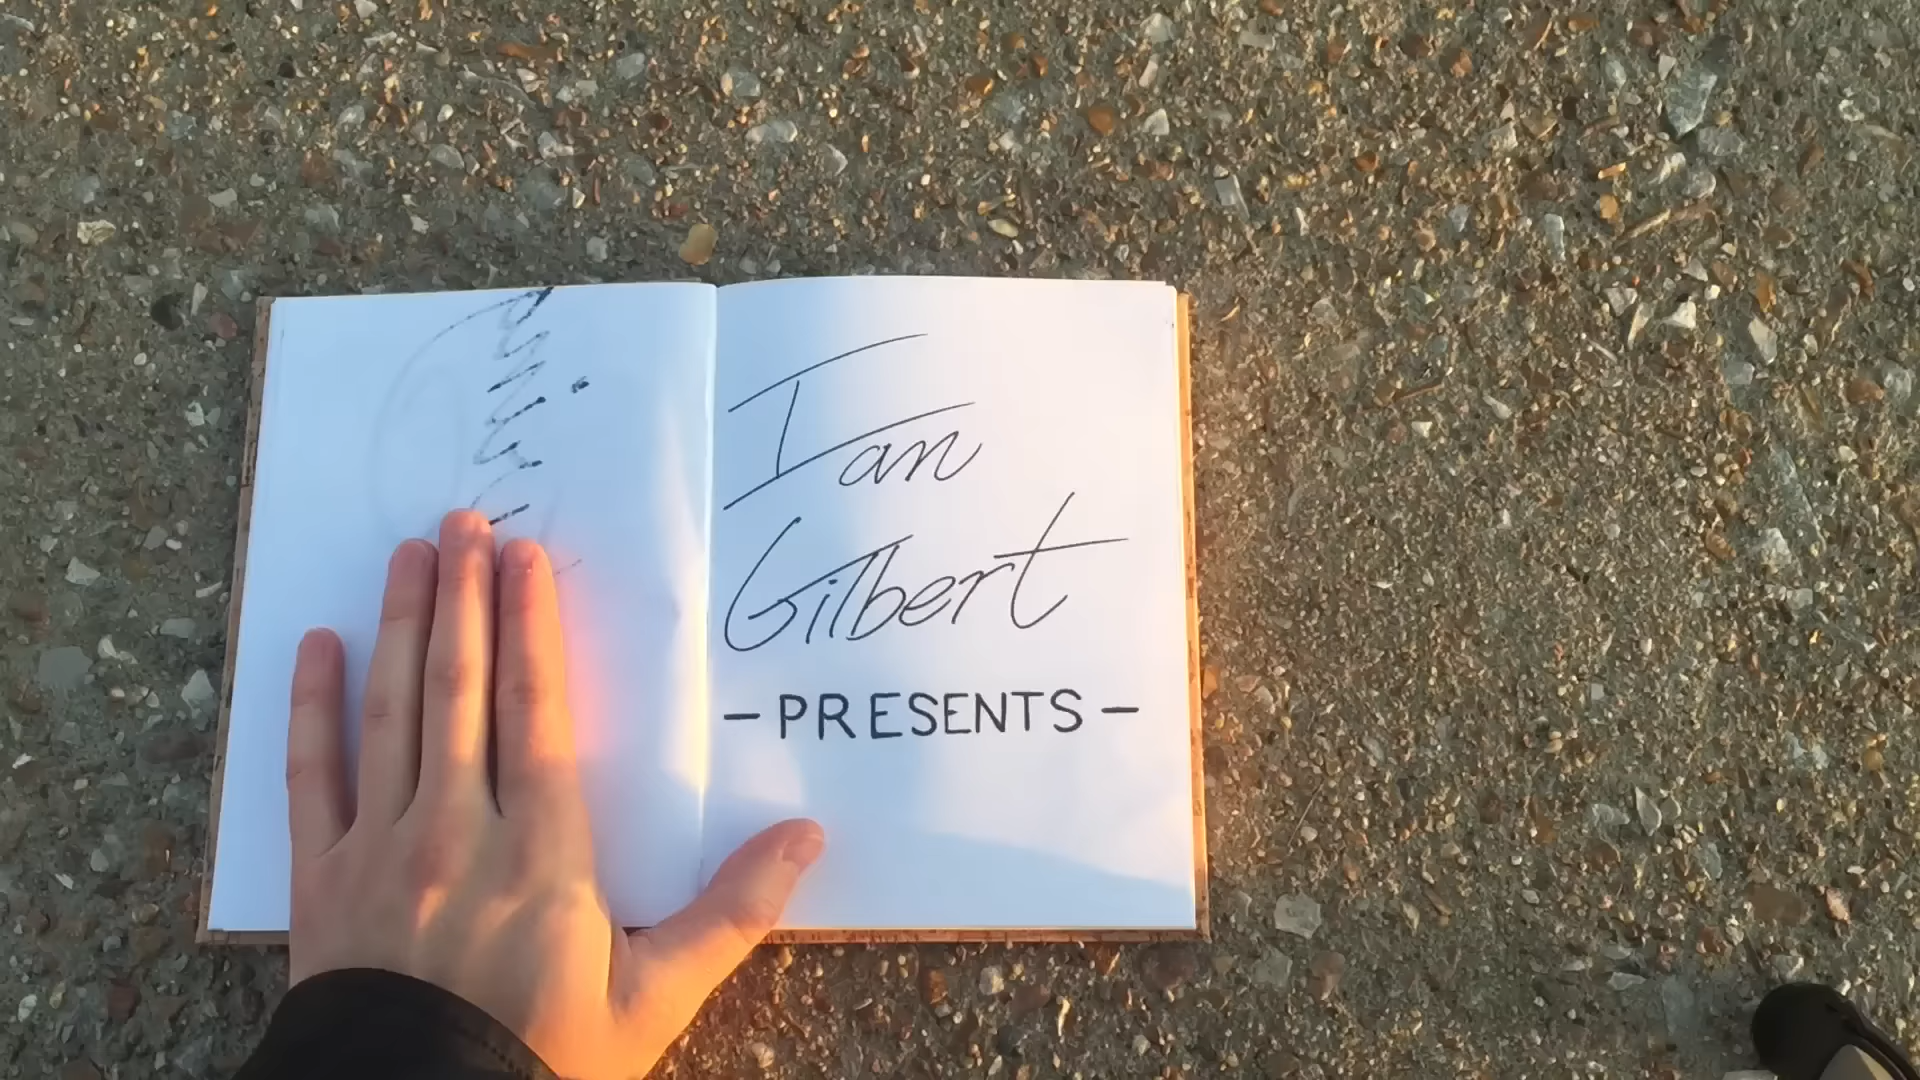 Ian
Gilbert
- PRESENTS -